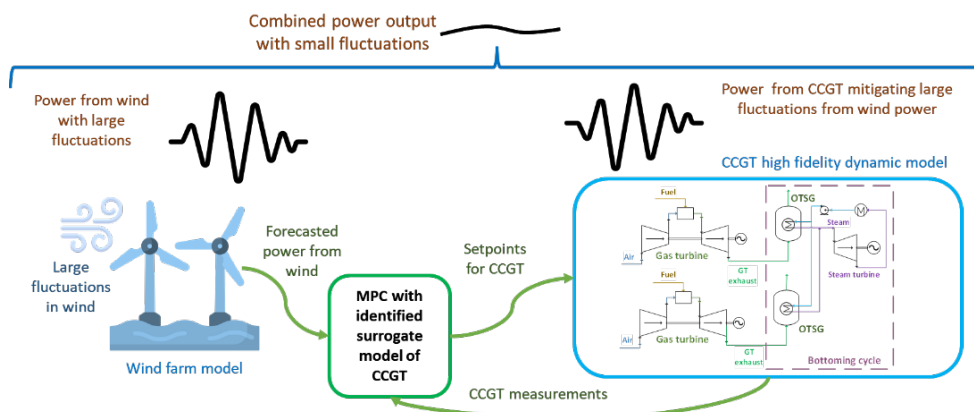 Combined power output
with small fluctuations
Power from wind
with large
fluctuations
Power from CCGT mitigating large
fluctuations from wind power
CCGT high fidelity dynamic model
Large
fluctuations
in wind
Wind farm model
Forecasted
power from
wind
MPC with
identified
surrogate
model of
CCGT
Setpoints
for CCGT
CCGT measurements
Fuel
Air
Gas turbine
GT
exhaust
Fuel
Air
Gas turbine
GT
exhaust
OTSG
M
Steam
Steam turbine
OTSG
Bottoming cycle